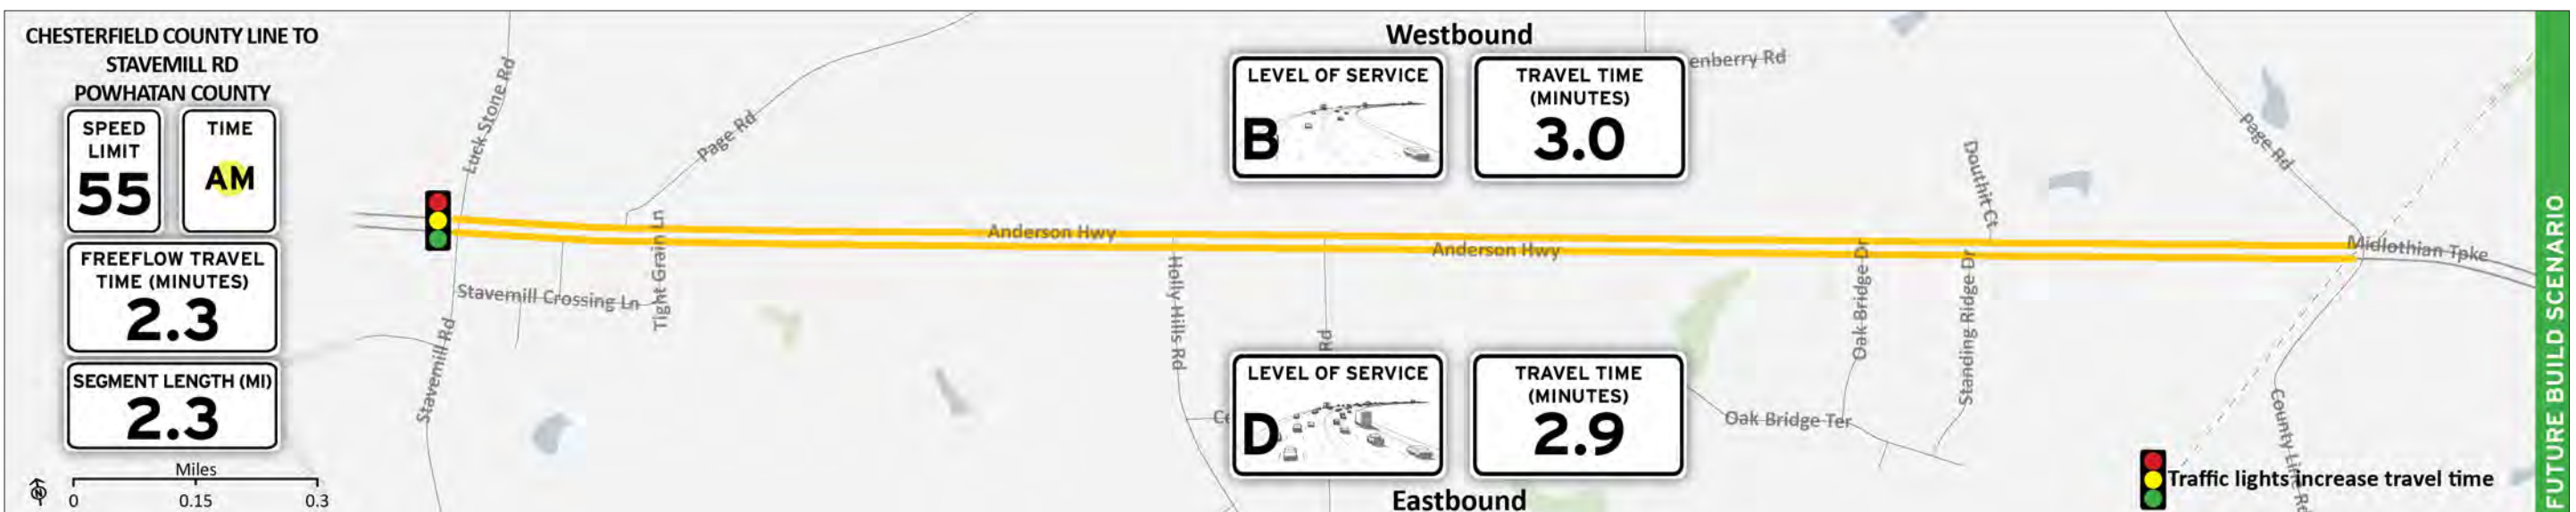 CHESTERFIELD COUNTY LINE TO
STAVEMILL RD
POWHATAN COUNTY
SPEED
LIMIT
55
TIME
AM
FREEFLOW TRAVEL
TIME (MINUTES)
2.3
SEGMENT LENGTH (MI)
2.3
Miles
0 0.15 0.3
Luck Stone Rd
Page Rd
Stavemill Rd
Stavemill Crossing Ln
Tight Grain Ln
Westbound
LEVEL OF SERVICE
B
TRAVEL TIME
(MINUTES)
3.0
enberry Rd
Anderson Hwy
Anderson Hwy
Holly Hills Rd
Rd
Douthit Ct
Oak Bridge Dr
Standing Ridge Dr
Oak Bridge Ter
Page Rd
Midlothian Tpke
County Line Rd
LEVEL OF SERVICE
D
TRAVEL TIME
(MINUTES)
2.9
Eastbound
Traffic lights increase travel time
FUTURE BUILD SCENARIO